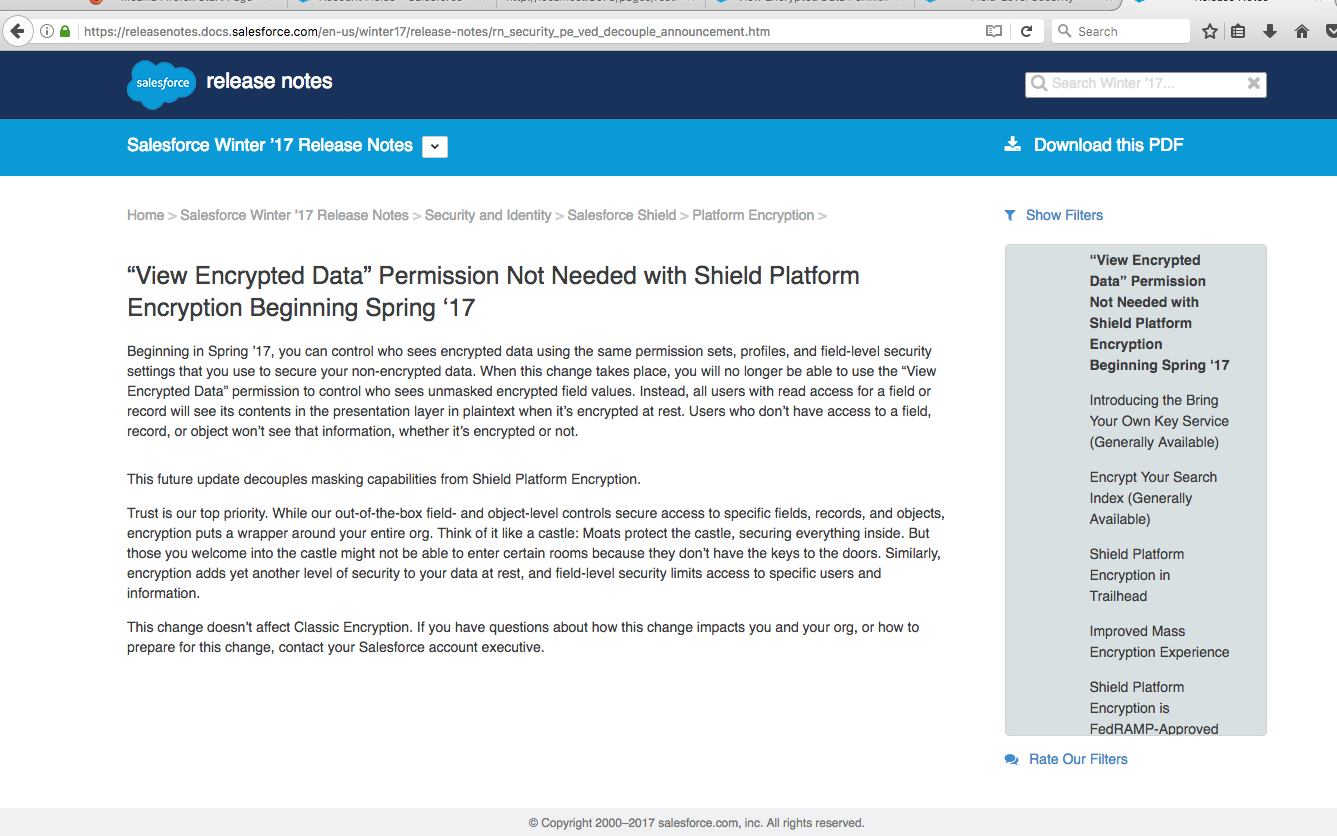 https://releasenotes.docs.salesforce.com/en-us/winter17/release-notes/rn_security_pe_ved_decouple_announcement.htm
Search
salesforce
release notes
Search Winter '17...
Salesforce Winter ’17 Release Notes
Download this PDF
Home > Salesforce Winter ’17 Release Notes > Security and Identity > Salesforce Shield > Platform Encryption >
Show Filters
“View Encrypted Data” Permission Not Needed with Shield Platform
Encryption Beginning Spring ‘17
Beginning in Spring ’17, you can control who sees encrypted data using the same permission sets, profiles, and field-level security
settings that you use to secure your non-encrypted data. When this change takes place, you will no longer be able to use the “View
Encrypted Data” permission to control who sees unmasked encrypted field values. Instead, all users with read access for a field or
record will see its contents in the presentation layer in plaintext when it’s encrypted at rest. Users who don’t have access to a field,
record, or object won’t see that information, whether it’s encrypted or not.
This future update decouples masking capabilities from Shield Platform Encryption.
Trust is our top priority. While our out-of-the-box field- and object-level controls secure access to specific fields, records, and objects,
encryption puts a wrapper around your entire org. Think of it like a castle: Moats protect the castle, securing everything inside. But
those you welcome into the castle might not be able to enter certain rooms because they don’t have the keys to the doors. Similarly,
encryption adds yet another level of security to your data at rest, and field-level security limits access to specific users and
information.
This change doesn’t affect Classic Encryption. If you have questions about how this change impacts you and your org, or how to
prepare for this change, contact your Salesforce account executive.
“View Encrypted
Data” Permission
Not Needed with
Shield Platform
Encryption
Beginning Spring ‘17
Introducing the Bring
Your Own Key Service
(Generally Available)
Encrypt Your Search
Index (Generally
Available)
Shield Platform
Encryption in
Trailhead
Improved Mass
Encryption Experience
Shield Platform
Encryption is
FedRAMP-Approved
Rate Our Filters
© Copyright 2000–2017 salesforce.com, inc. All rights reserved.